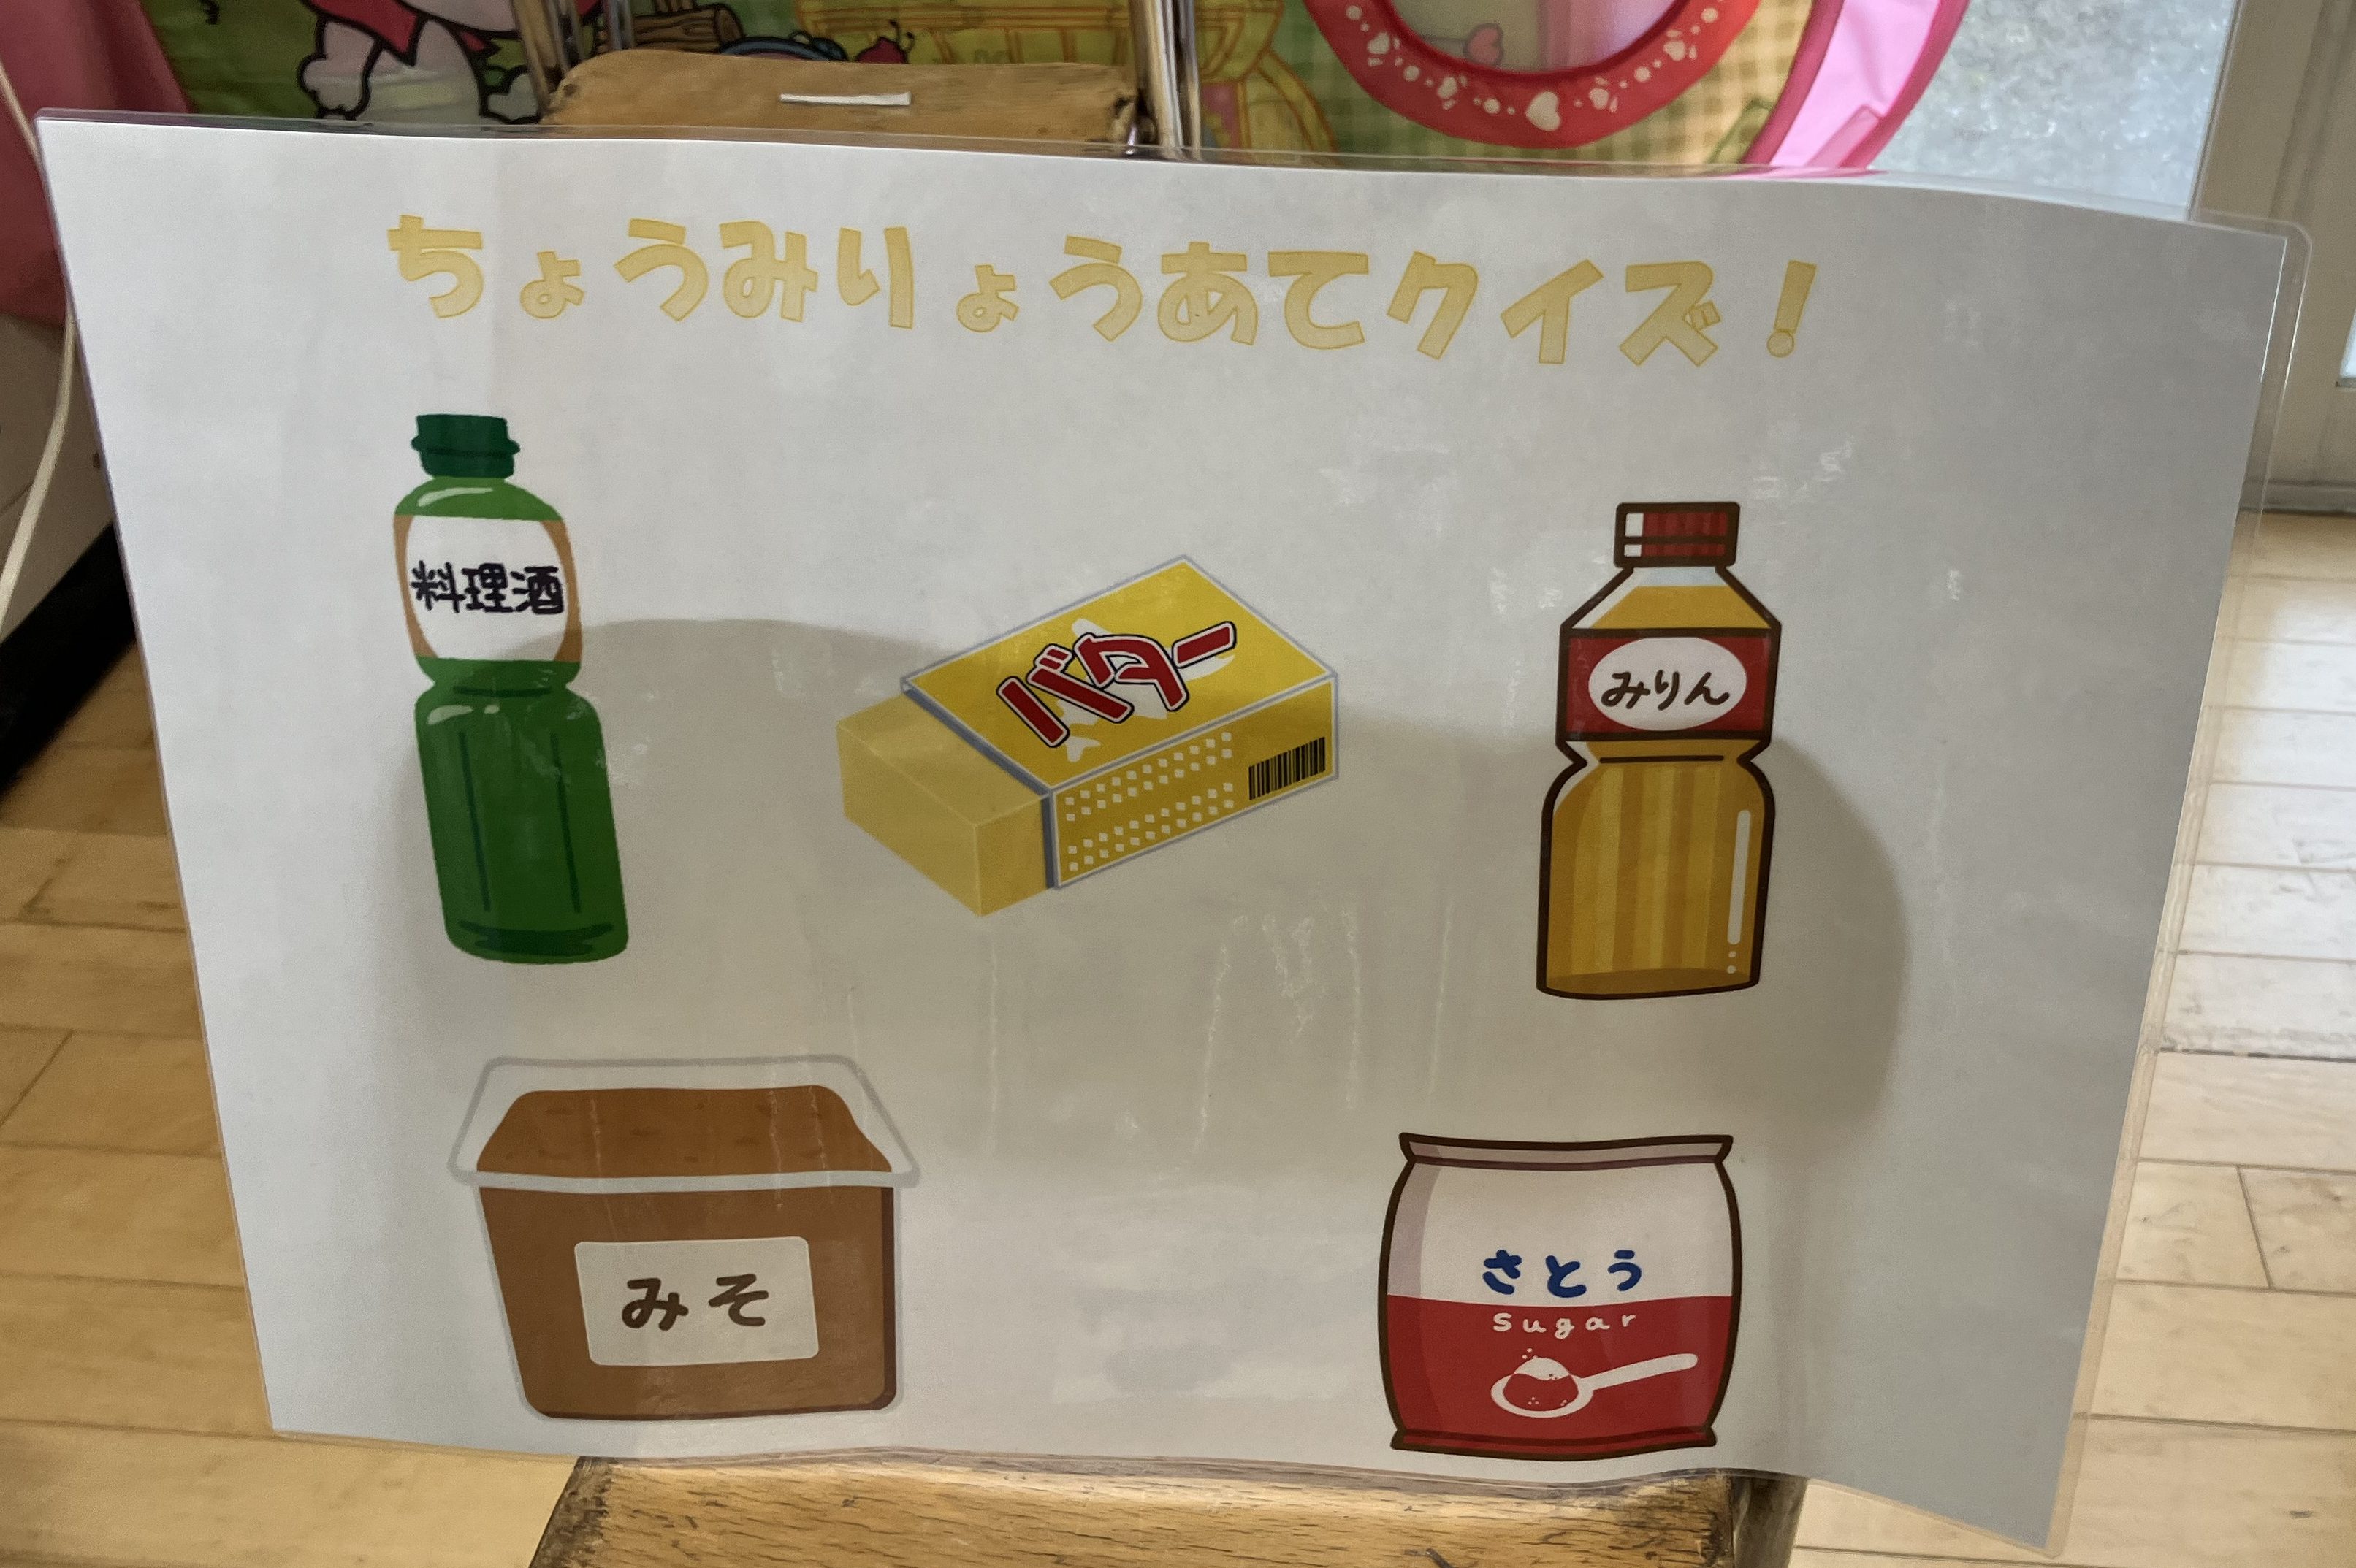 ちょうみりょうあてクイズ!
料理酒
バター
みりん
みそ
さとう
Sugar